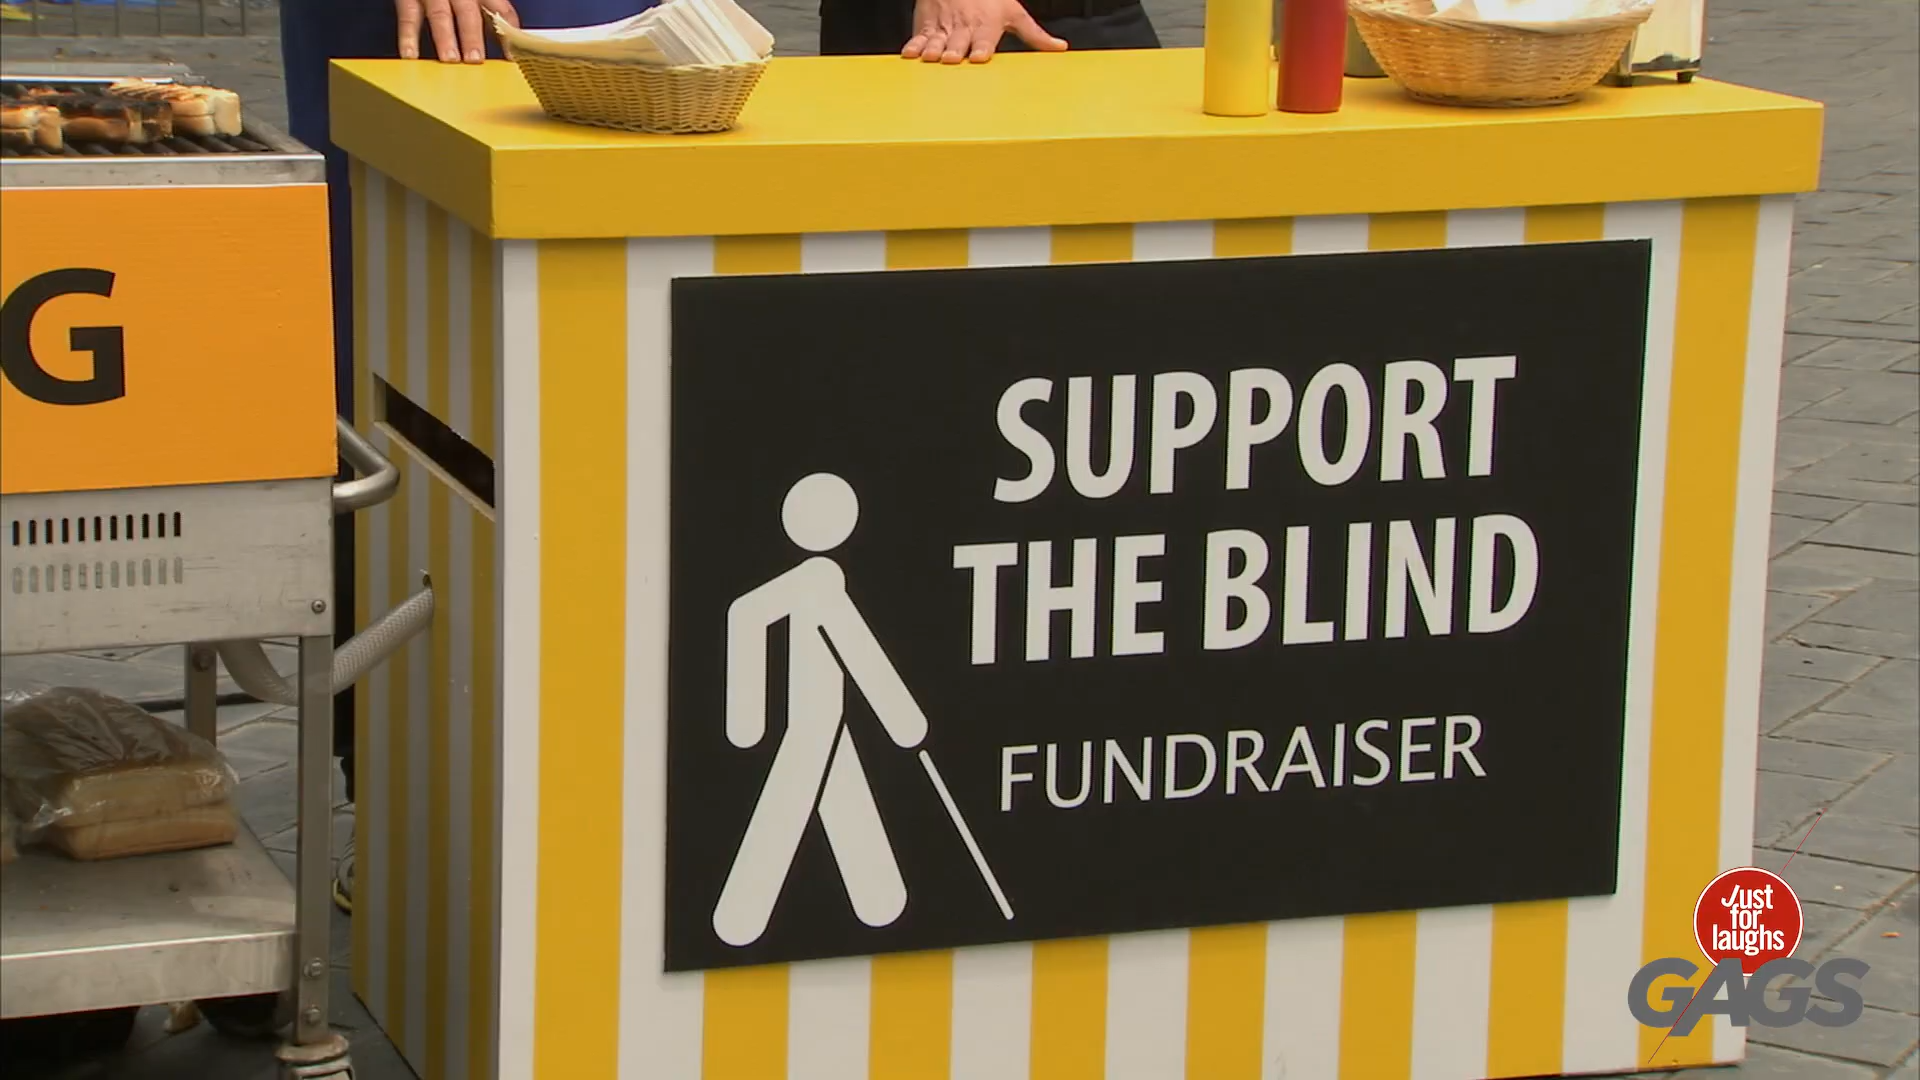 G
SUPPORT
THE BLIND
FUNDRAISER
Just
for
laughs
GAGS